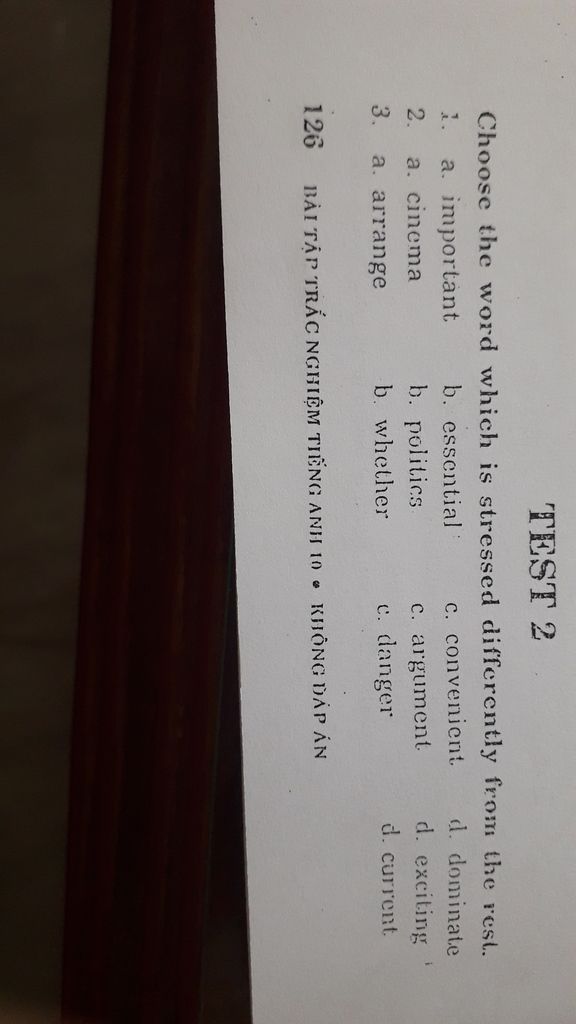 TEST 2
Choose the word which is stressed differently from the rest.
1. a. important b. essential c. convenient d. dominate
2. a. cinema b. politics c. argument d. exciting
3. a. arrange b. whether c. danger d. current
126 BÀI TẬP TRẮC NGHIỆM TIẾNG ANH 10 • KHÔNG ĐÁP ÁN